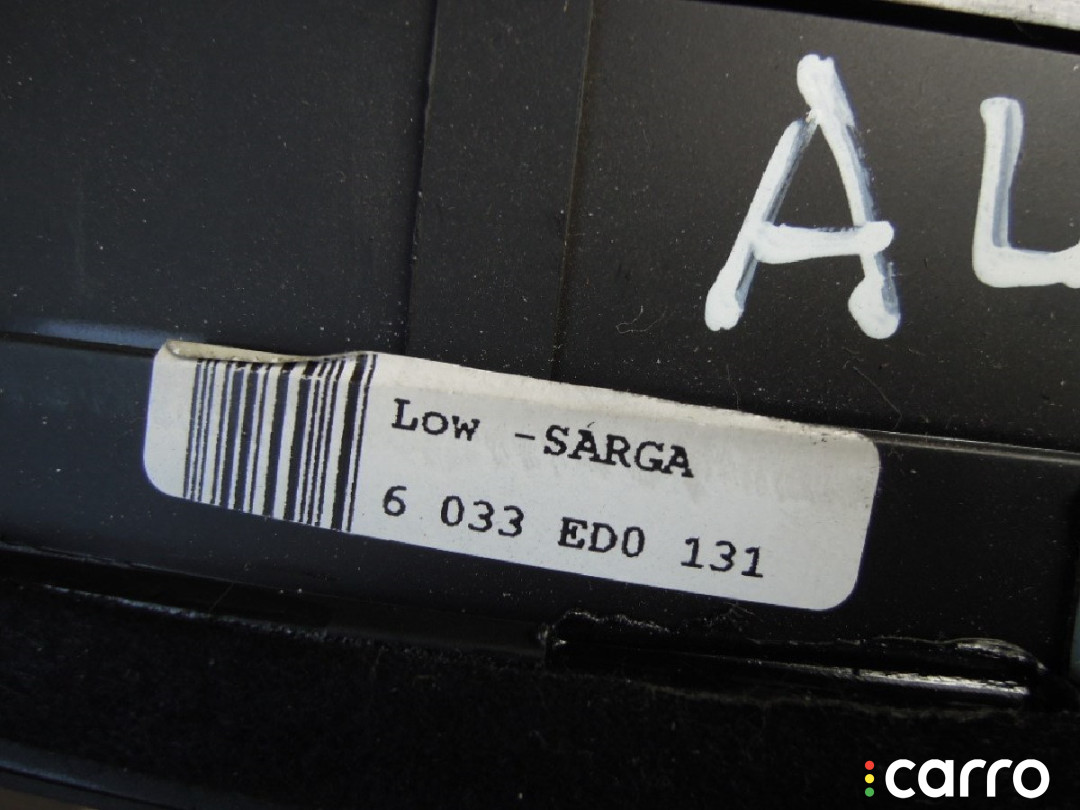 AL
LOW -SARGA
6 033 ED0 131
carro